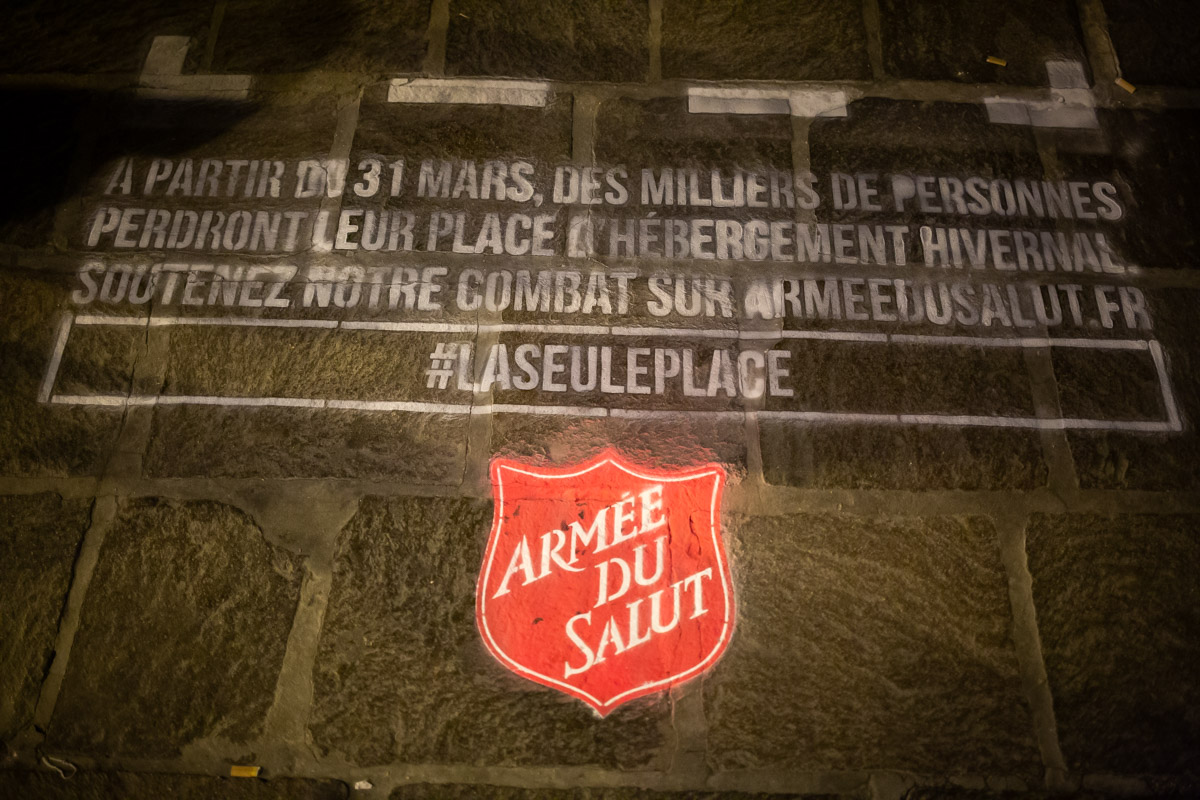 À PARTIR DU 31 MARS, DES MILLIERS DE PERSONNES
PERDRONT LEUR PLACE D'HÉBERGEMENT HIVERNAL.
SOUTENEZ NOTRE COMBAT SUR ARMEEDUSALUT.FR
#LASEULEPLACE
ARMÉE
DU
SALUT